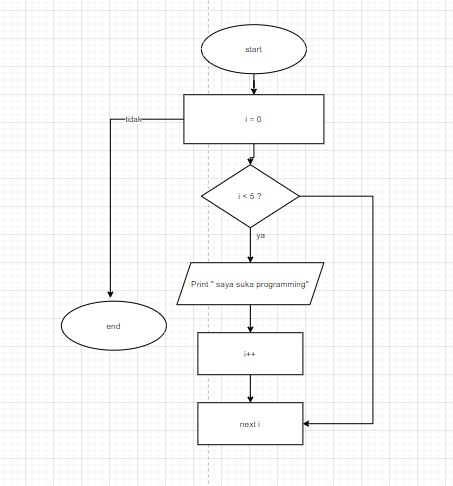 start
i = 0
tidak
i < 5 ?
ya
Print " saya suka programming"
end
i++
next i